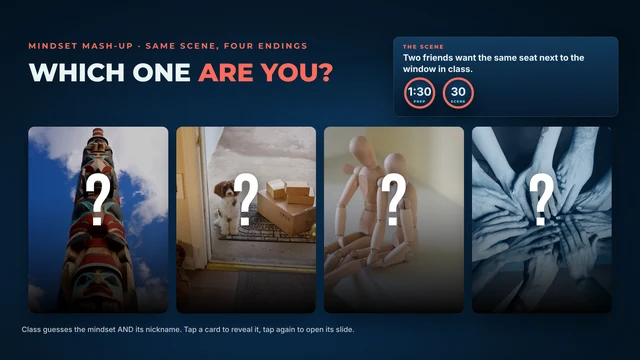 MINDSET MASH-UP · SAME SCENE, FOUR ENDINGS
WHICH ONE ARE YOU?
THE SCENE
Two friends want the same seat next to the
window in class.
1:30
PREP
30
SCENE
?
?
?
?
Class guesses the mindset AND its nickname. Tap a card to reveal it, tap again to open its slide.